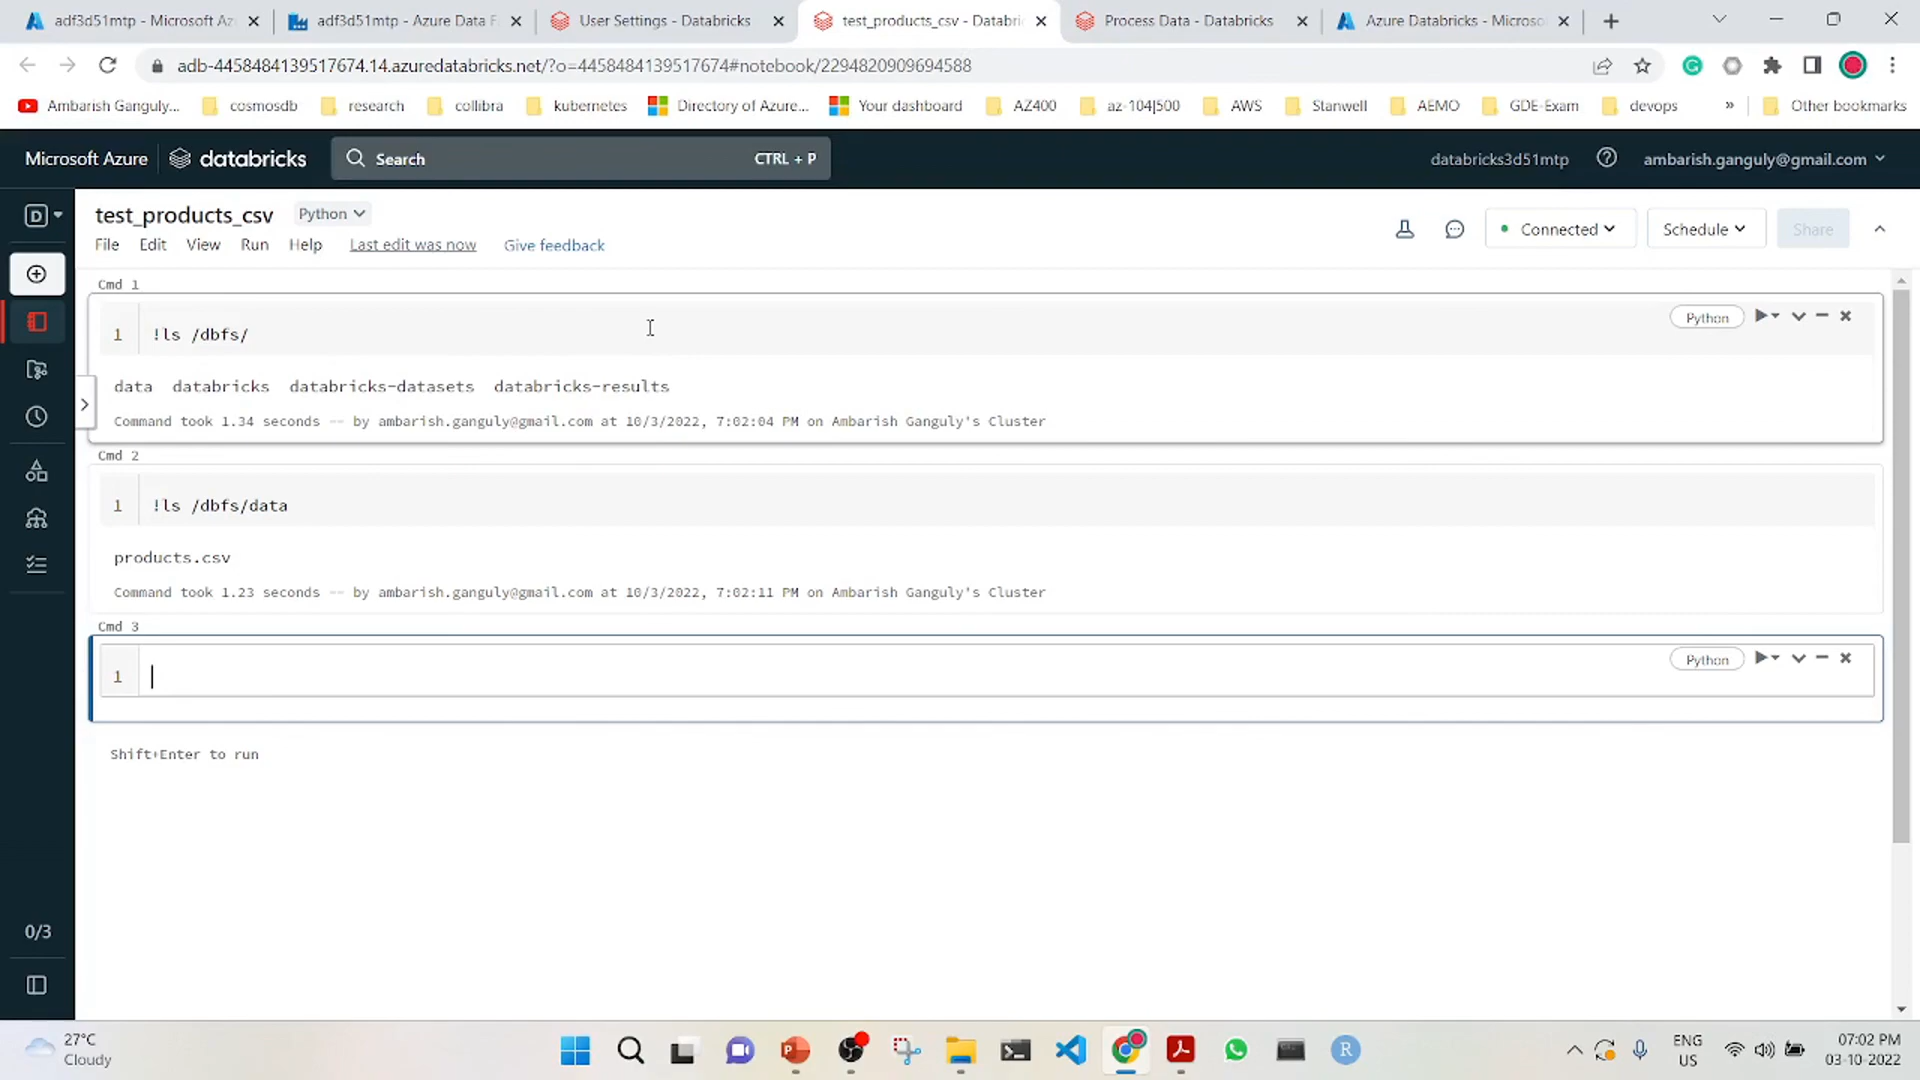 adf3d51mtp - Microsoft Az
adf3d51mtp - Azure Data F
User Settings - Databricks
test_products_csv - Databri
Process Data - Databricks
Azure Databricks - Microso
adb-4458484139517674.14.azuredatabricks.net/?o=4458484139517674#notebook/2294820909694588
Ambarish Ganguly...
cosmosdb
research
collibra
kubernetes
Directory of Azure...
Your dashboard
AZ400
az-104|500
AWS
Stanwell
AEMO
GDE-Exam
devops
»
Other bookmarks
Microsoft Azure
databricks
Search
CTRL + P
databricks3d51mtp
ambarish.ganguly@gmail.com
D
test_products_csv
Python
File
Edit
View
Run
Help
Last edit was now
Give feedback
Connected
Schedule
Share
Cmd 1
1
!ls /dbfs/
Python
data databricks databricks-datasets databricks-results
Command took 1.34 seconds -- by ambarish.ganguly@gmail.com at 10/3/2022, 7:02:04 PM on Ambarish Ganguly's Cluster
Cmd 2
1
!ls /dbfs/data
products.csv
Command took 1.23 seconds -- by ambarish.ganguly@gmail.com at 10/3/2022, 7:02:11 PM on Ambarish Ganguly's Cluster
Cmd 3
1
Python
Shift+Enter to run
0/3
27°C
Cloudy
R
ENG
US
07:02 PM
03-10-2022